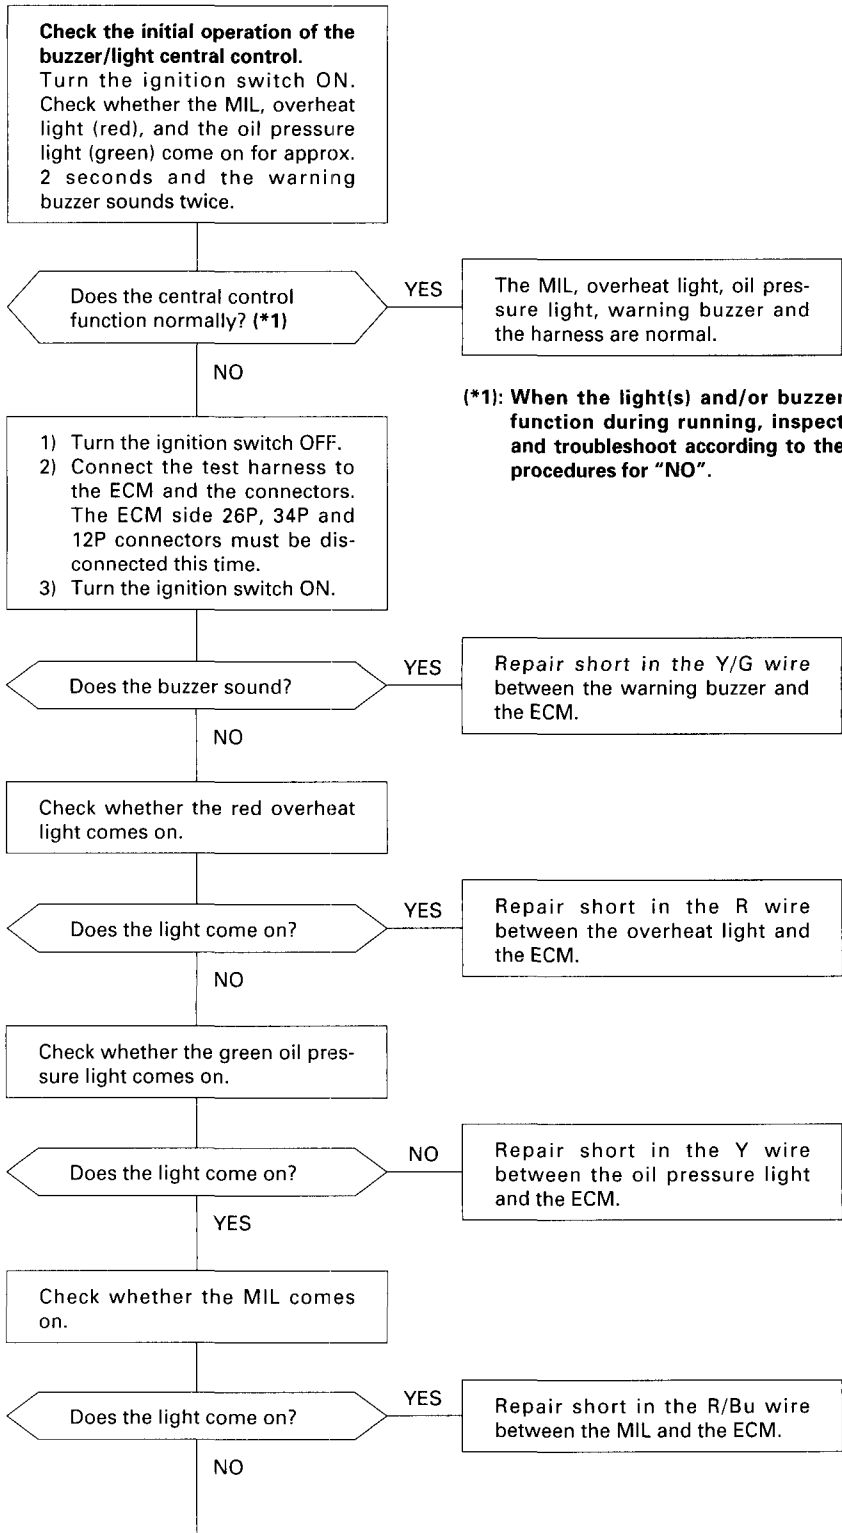 Check the initial operation of the
buzzer/light central control.
Turn the ignition switch ON.
Check whether the MIL, overheat
light (red), and the oil pressure
light (green) come on for approx.
2 seconds and the warning
buzzer sounds twice.
Does the central control
function normally? (*1)
YES
The MIL, overheat light, oil pres-
sure light, warning buzzer and
the harness are normal.
NO
(*1): When the light(s) and/or buzzer
function during running, inspect
and troubleshoot according to the
procedures for "NO".
1) Turn the ignition switch OFF.
2) Connect the test harness to
the ECM and the connectors.
The ECM side 26P, 34P and
12P connectors must be dis-
connected this time.
3) Turn the ignition switch ON.
Does the buzzer sound?
YES
Repair short in the Y/G wire
between the warning buzzer and
the ECM.
NO
Check whether the red overheat
light comes on.
Does the light come on?
YES
Repair short in the R wire
between the overheat light and
the ECM.
NO
Check whether the green oil pres-
sure light comes on.
Does the light come on?
NO
Repair short in the Y wire
between the oil pressure light
and the ECM.
YES
Check whether the MIL comes
on.
Does the light come on?
YES
Repair short in the R/Bu wire
between the MIL and the ECM.
NO